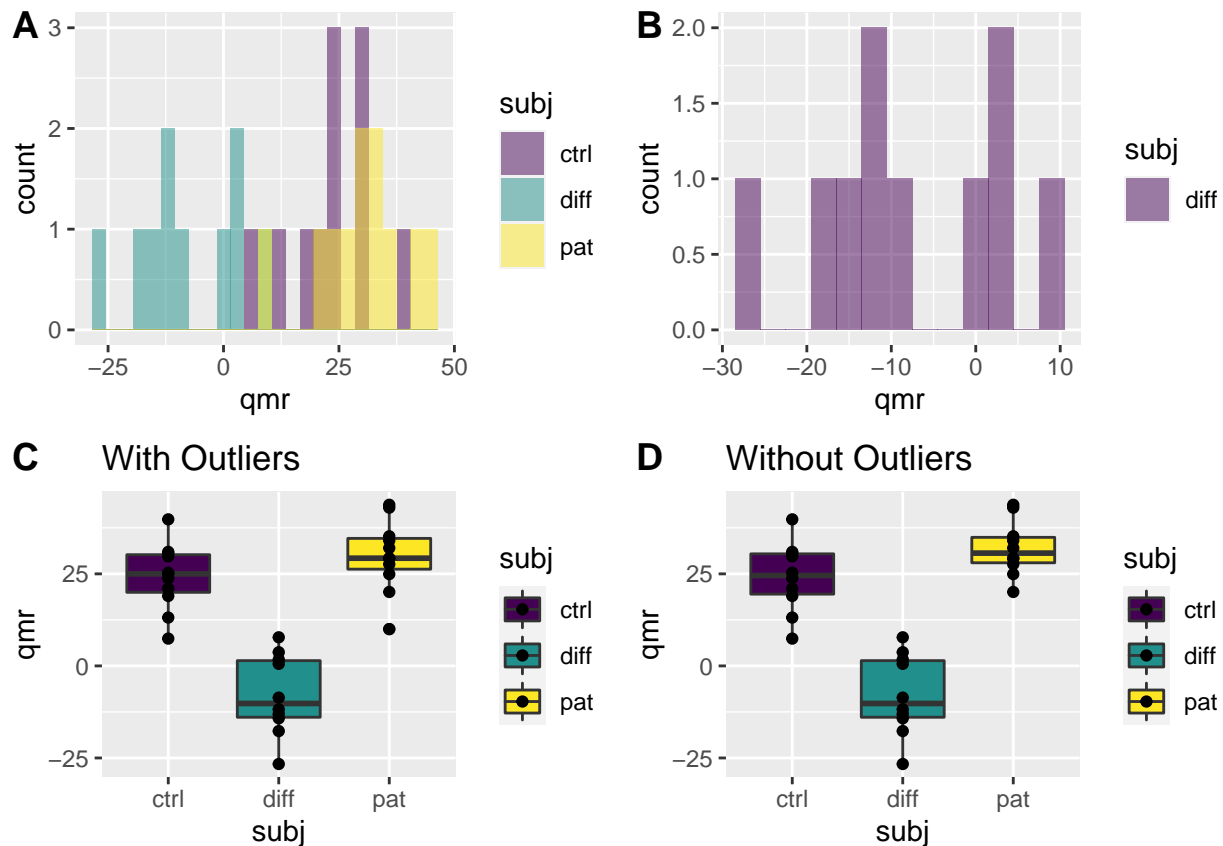 A
3
2
1
0
count
−25
0
25
50
qmr
subj
ctrl
diff
pat
B
2.0
1.5
1.0
0.5
0.0
count
−30
−20
−10
0
10
qmr
subj
diff
C With Outliers
25
0
−25
qmr
ctrl
diff
pat
subj
subj
ctrl
diff
pat
D Without Outliers
25
0
−25
qmr
ctrl
diff
pat
subj
subj
ctrl
diff
pat